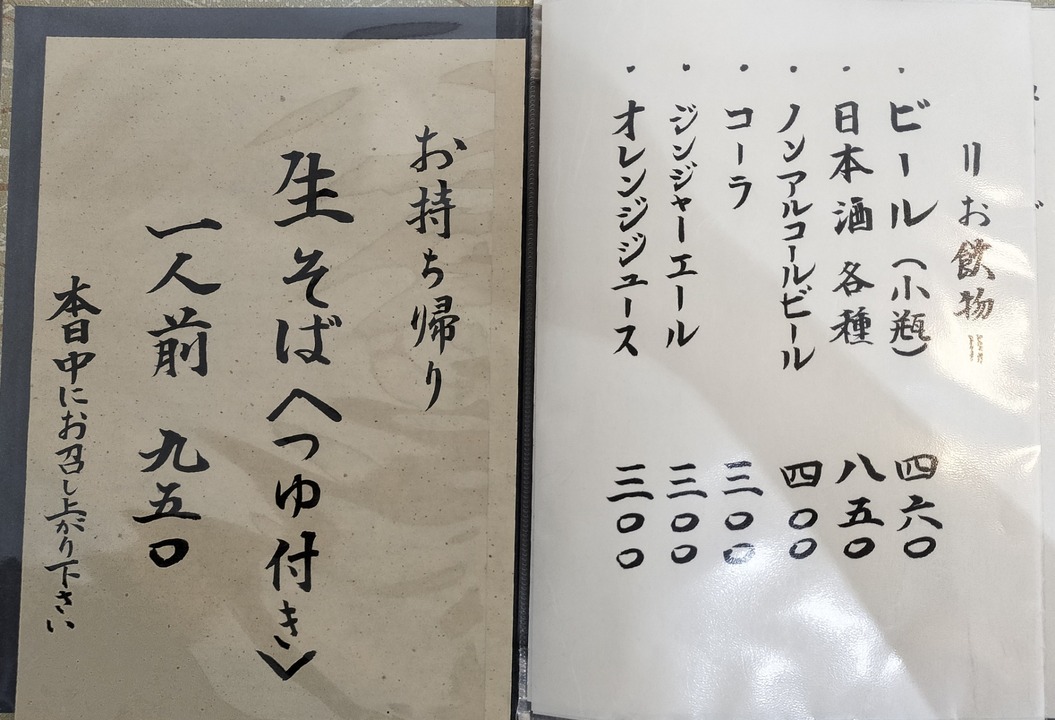 〃お飲物〃
・ビール(小瓶) 四六〇
・日本酒 各種 八五〇
・ノンアルコールビール 四〇〇
・コーラ 三〇〇
・ジンジャーエール 三〇〇
・オレンジジュース 三〇〇
お持ち帰り
生そば〈つゆ付き〉
一人前 九五〇
本日中にお召し上がり下さい